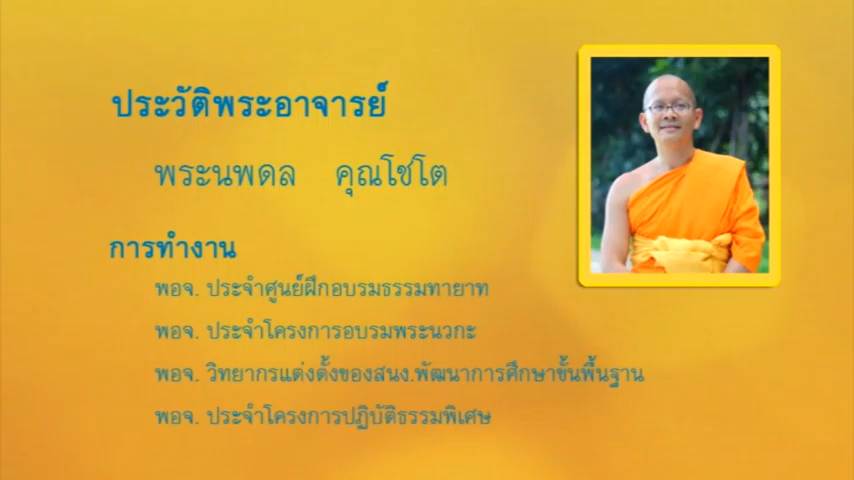 ประวัติพระอาจารย์
พระนพดล คุณโชโต
การทำงาน
พอจ. ประจำศูนย์ฝึกอบรมธรรมทายาท
พอจ. ประจำโครงการอบรมพระนวกะ
พอจ. วิทยากรแต่งตั้งของสนง.พัฒนาการศึกษาขั้นพื้นฐาน
พอจ. ประจำโครงการปฏิบัติธรรมพิเศษ